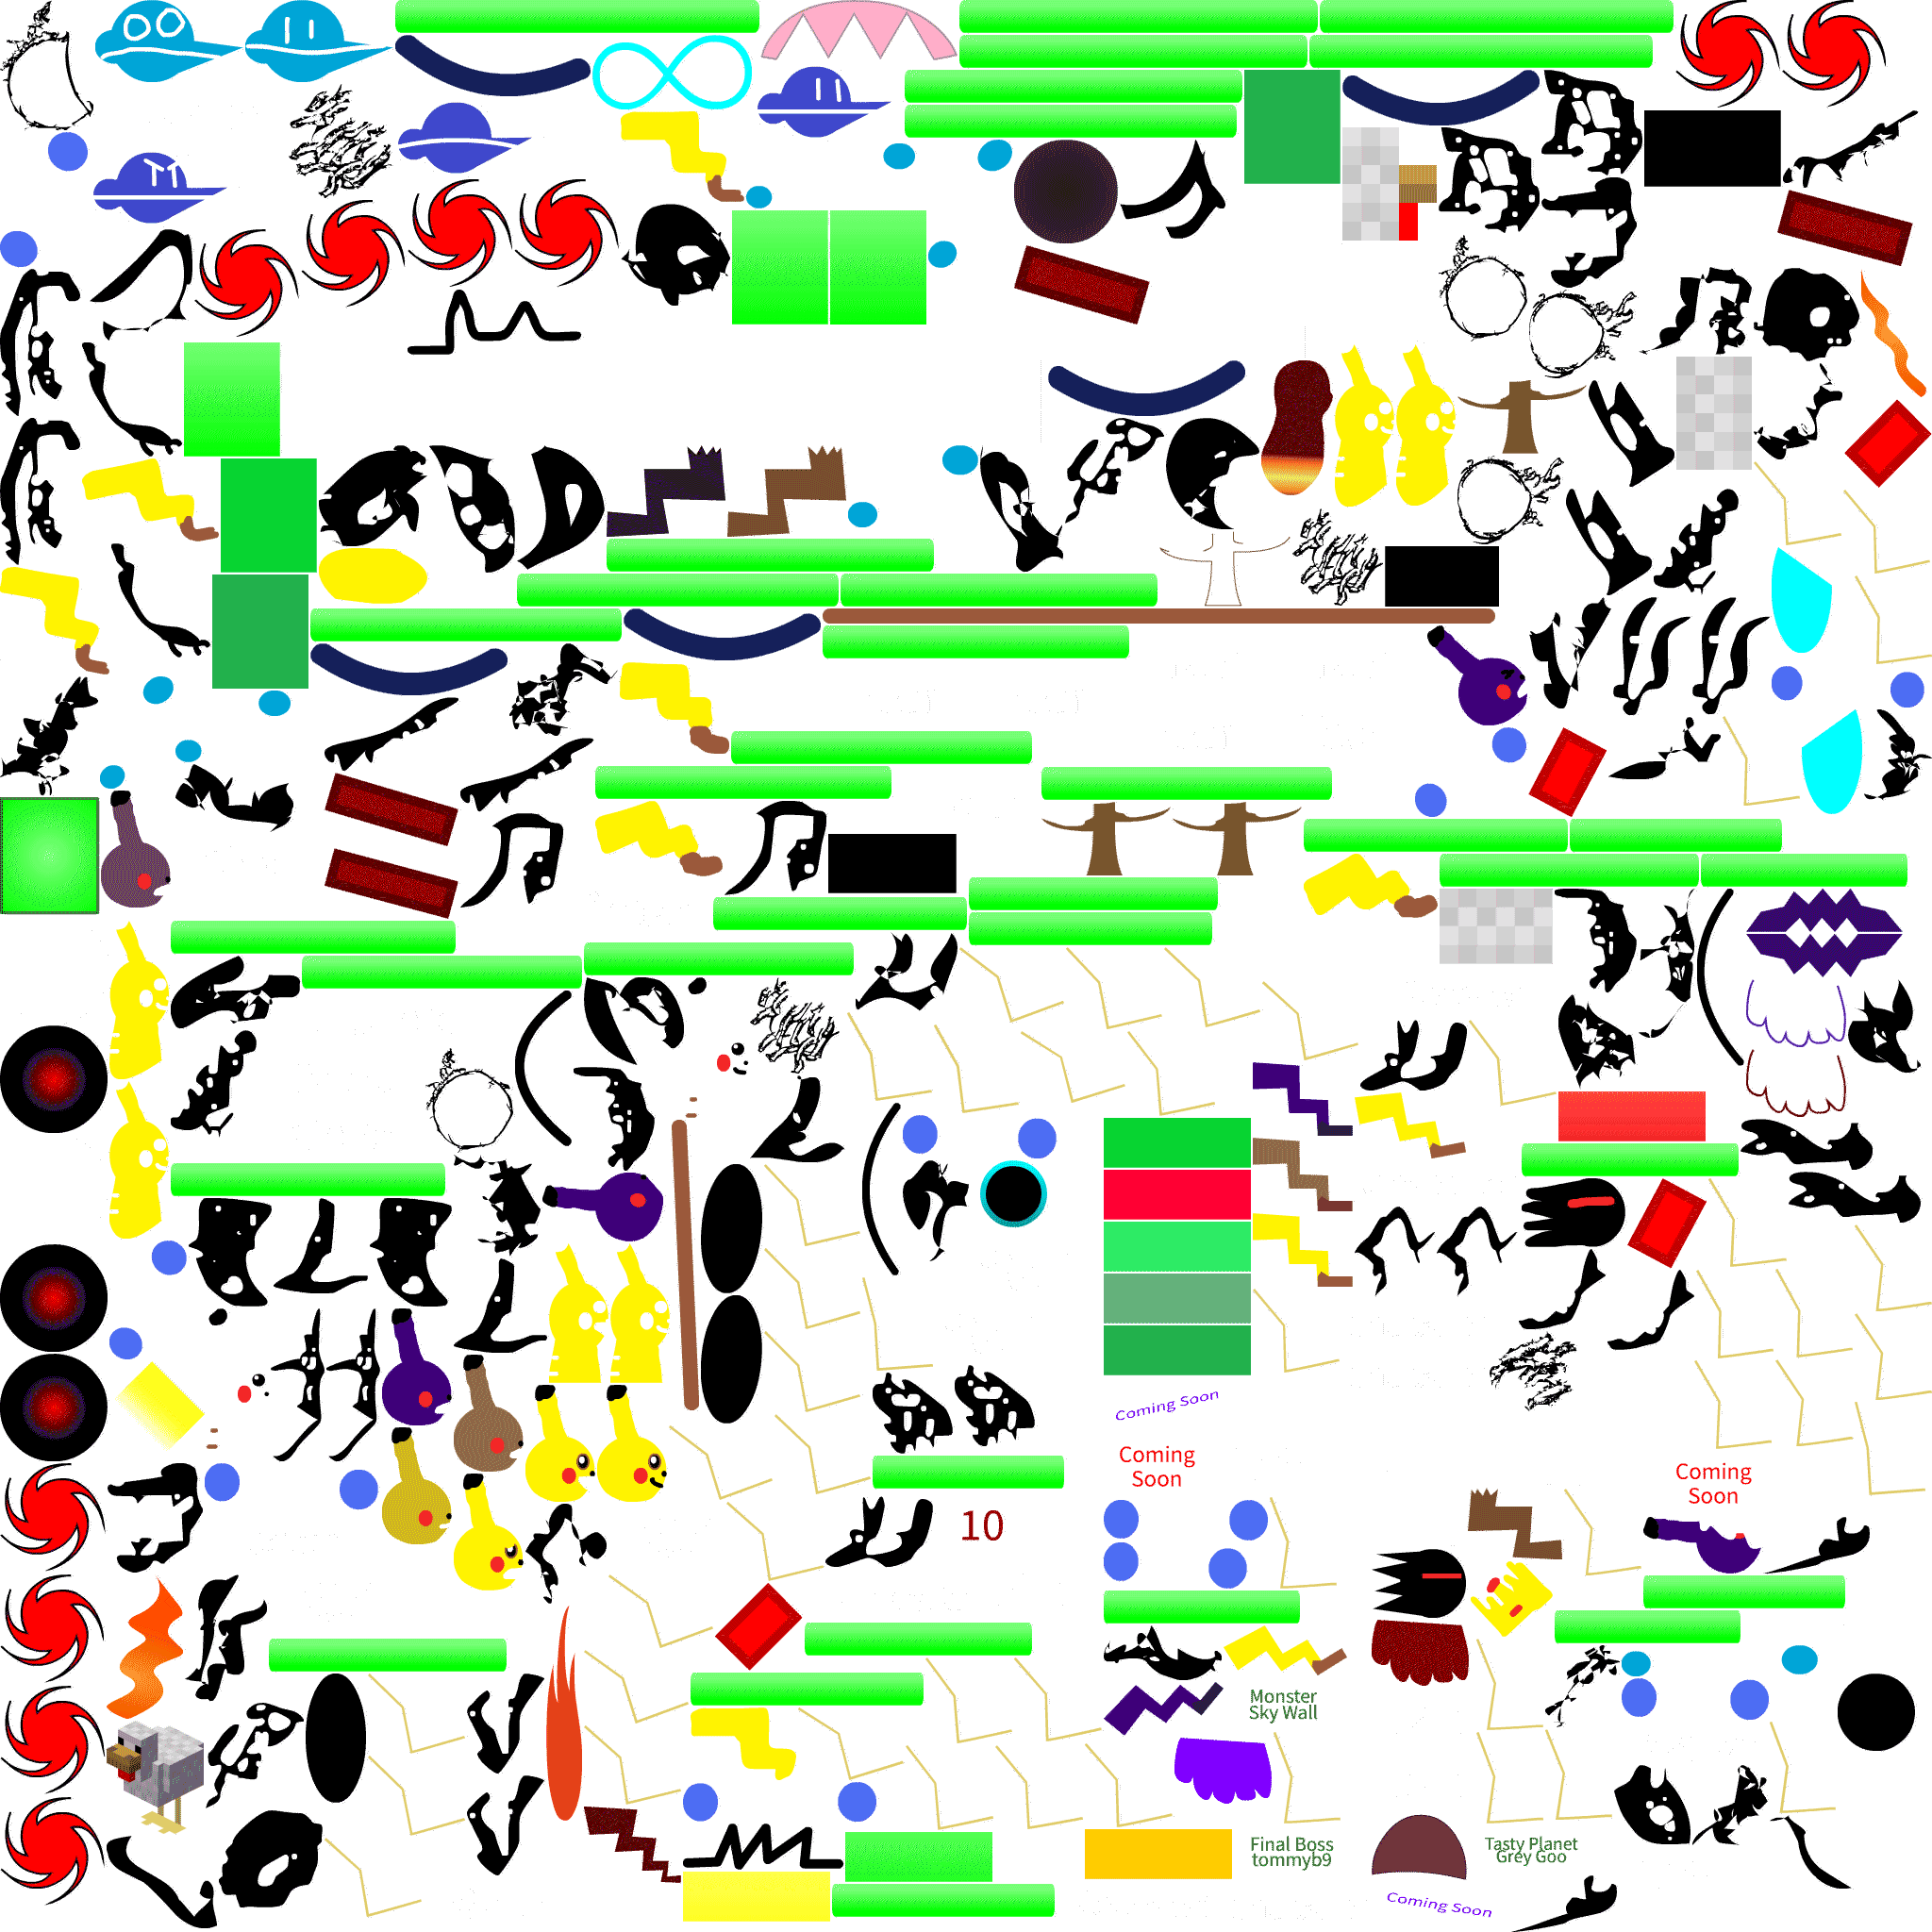 Coming Soon
Coming
Soon
Coming
Soon
10
Monster
Sky Wall
Final Boss
tommyb9
Tasty Planet
Grey Goo
Coming Soon